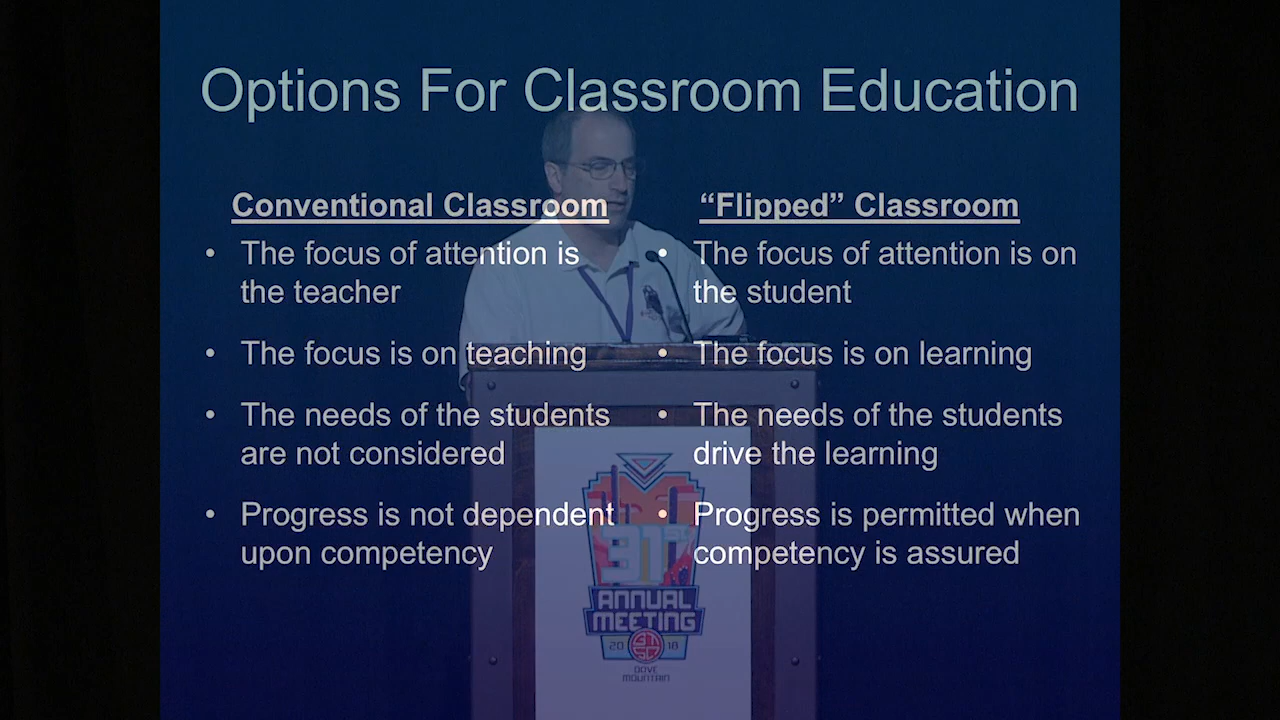 Options For Classroom Education
Conventional Classroom
• The focus of attention is
the teacher
• The focus is on teaching
• The needs of the students
are not considered
• Progress is not dependent
upon competency
“Flipped” Classroom
• The focus of attention is on
the student
• The focus is on learning
• The needs of the students
drive the learning
• Progress is permitted when
competency is assured
91ST
ANNUAL
MEETING
20 18
DOVE
MOUNTAIN